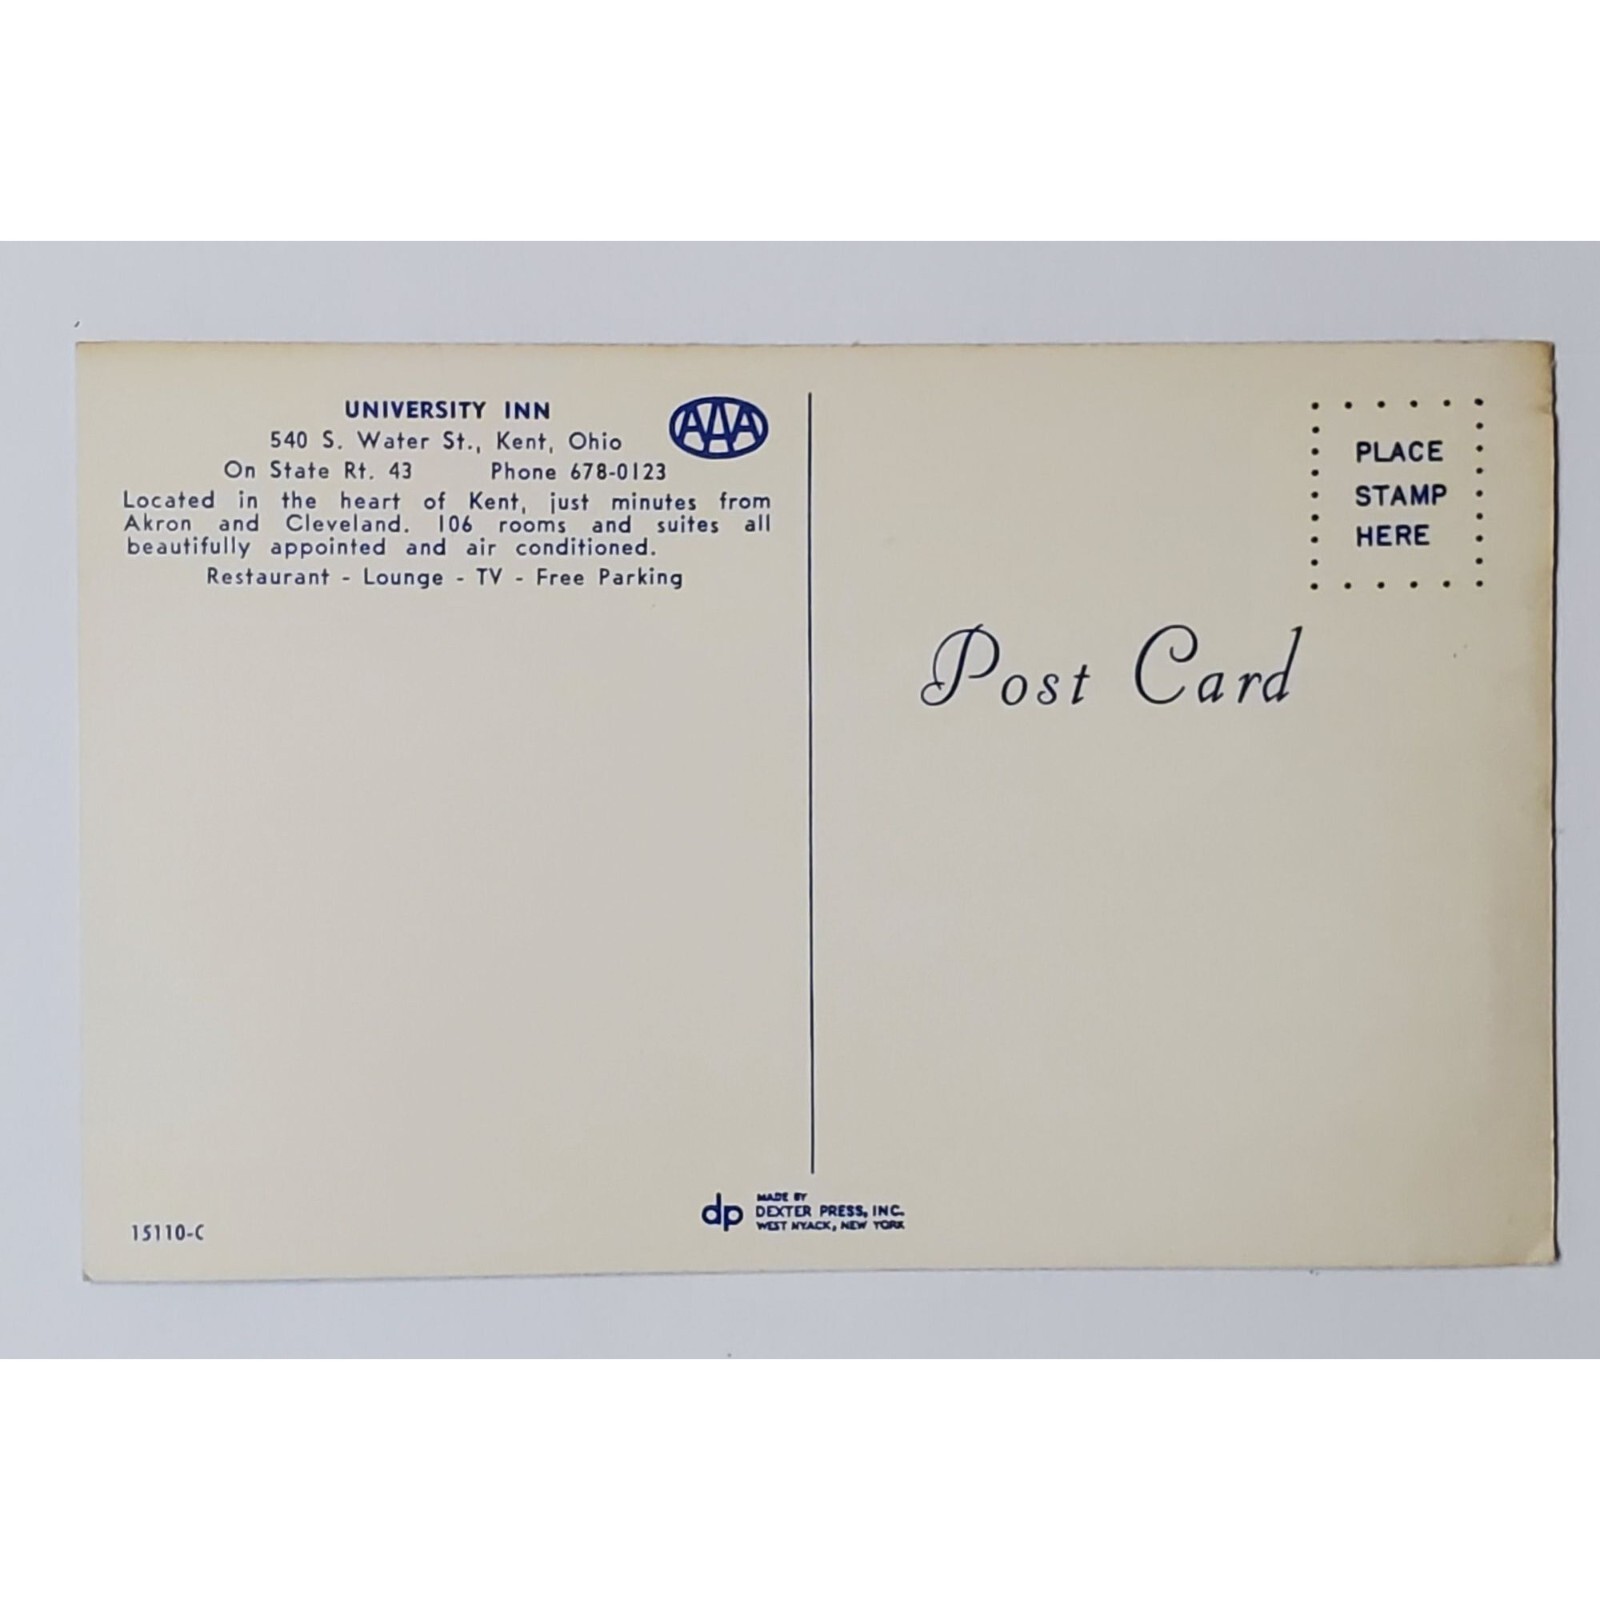 UNIVERSITY INN
AAA
540 S. Water St., Kent, Ohio
On State Rt. 43 Phone 678-0123
Located in the heart of Kent, just minutes from
Akron and Cleveland. 106 rooms and suites all
beautifully appointed and air conditioned.
Restaurant - Lounge - TV - Free Parking
PLACE
STAMP
HERE
Post Card
15110-C
dp
MADE BY
DEXTER PRESS, INC.
WEST NYACK, NEW YORK